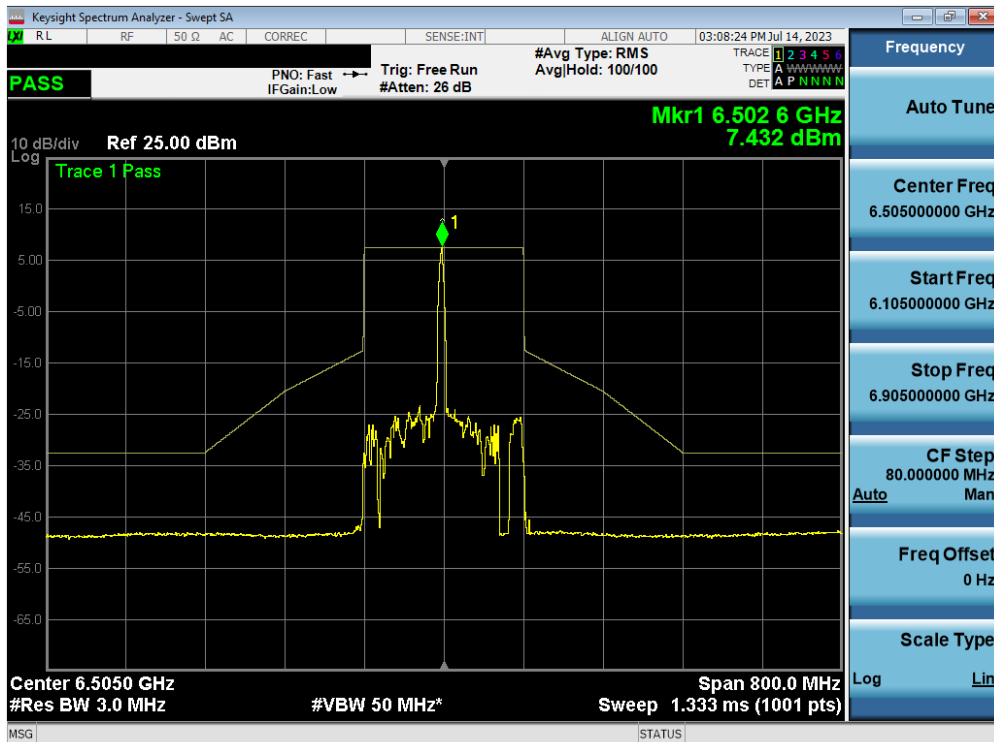 Keysight Spectrum Analyzer - Swept SA
LXI RL RF 50 Ω AC CORREC SENSE:INT ALIGN AUTO 03:08:24 PM Jul 14, 2023
PASS
PNO: Fast
IFGain:Low
Trig: Free Run
#Atten: 26 dB
#Avg Type: RMS
Avg|Hold: 100/100
TRACE 1 2 3 4 5 6
TYPE A W W W W W
DET A P N N N N
Mkr1 6.502 6 GHz
7.432 dBm
10 dB/div
Log
Ref 25.00 dBm
Trace 1 Pass
1
15.0
5.00
-5.00
-15.0
-25.0
-35.0
-45.0
-55.0
-65.0
Center 6.5050 GHz
#Res BW 3.0 MHz
#VBW 50 MHz*
Span 800.0 MHz
Sweep 1.333 ms (1001 pts)
MSG
STATUS
Frequency
Auto Tune
Center Freq
6.505000000 GHz
Start Freq
6.105000000 GHz
Stop Freq
6.905000000 GHz
CF Step
80.000000 MHz
Auto Man
Freq Offset
0 Hz
Scale Type
Log Lin